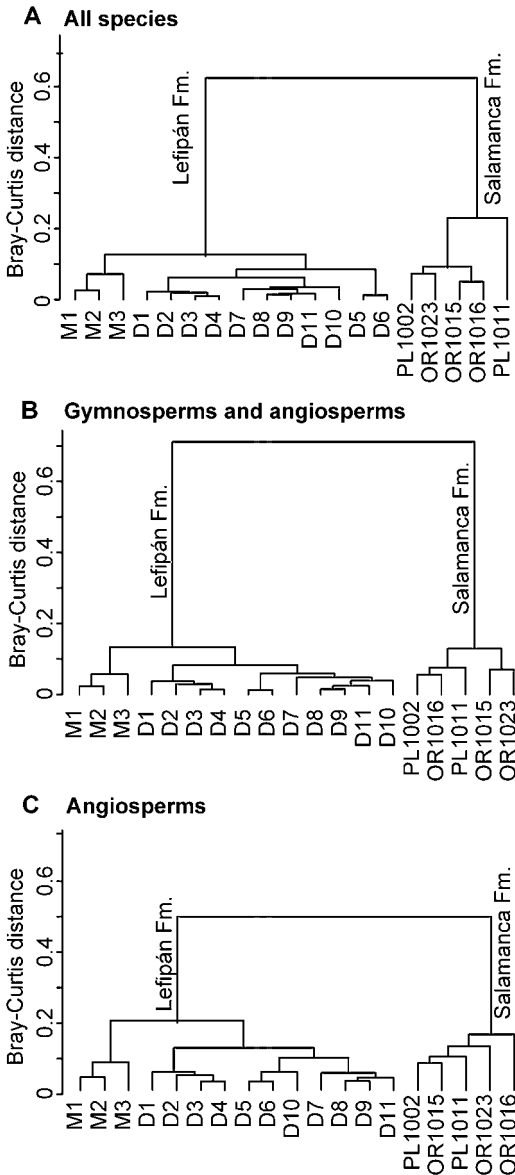 A All species
Bray-Curtis distance
0 0.2 0.4 0.6
Lefipán Fm.
Salamanca Fm.
M1 M2 M3 D1 D2 D3 D4 D7 D8 D9 D11 D10 D5 D6 PL1002 OR1023 OR1015 OR1016 PL1011
B Gymnosperms and angiosperms
Bray-Curtis distance
0 0.2 0.4 0.6
Lefipán Fm.
Salamanca Fm.
M1 M2 M3 D1 D2 D3 D4 D5 D6 D7 D8 D9 D11 D10 PL1002 OR1016 PL1011 OR1015 OR1023
C Angiosperms
Bray-Curtis distance
0 0.2 0.4 0.6
Lefipán Fm.
Salamanca Fm.
M1 M2 M3 D1 D2 D3 D4 D5 D6 D10 D7 D8 D9 D11 PL1002 OR1015 PL1011 OR1023 OR1016